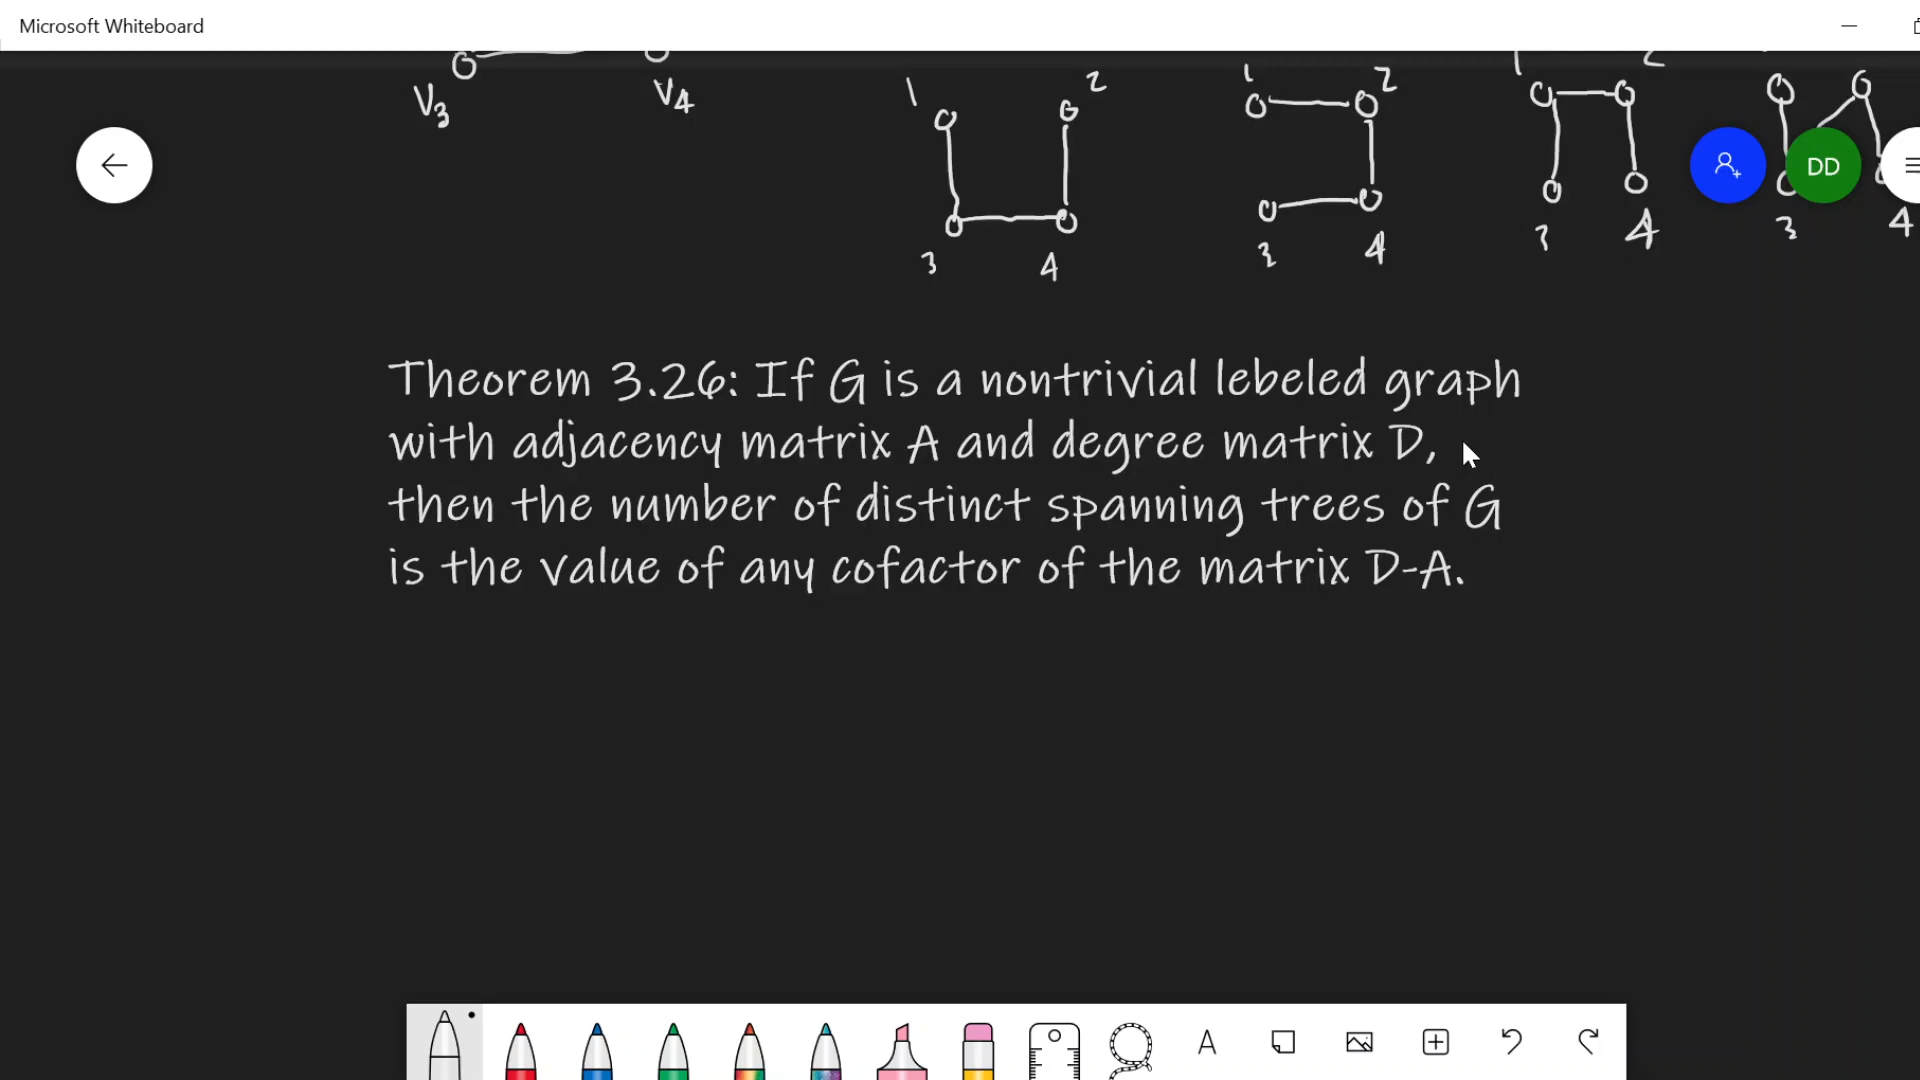 Microsoft Whiteboard
V3
V4
1
2
3
4
1
2
3
4
1
2
3
4
3
4
DD
Theorem 3.26: If G is a nontrivial lebeled graph
with adjacency matrix A and degree matrix D,
then the number of distinct spanning trees of G
is the value of any cofactor of the matrix D-A.
A